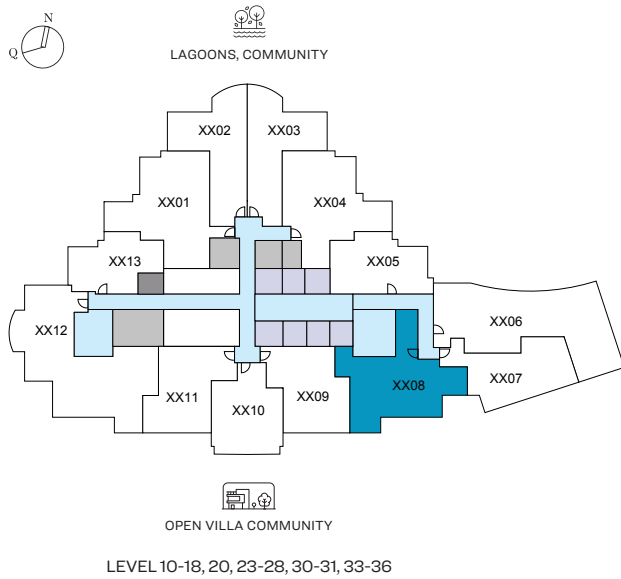 N
Q
LAGOONS, COMMUNITY
XX02 XX03
XX01 XX04
XX13 XX05
XX12 XX06
XX11 XX10 XX09 XX08 XX07
OPEN VILLA COMMUNITY
LEVEL 10-18, 20, 23-28, 30-31, 33-36